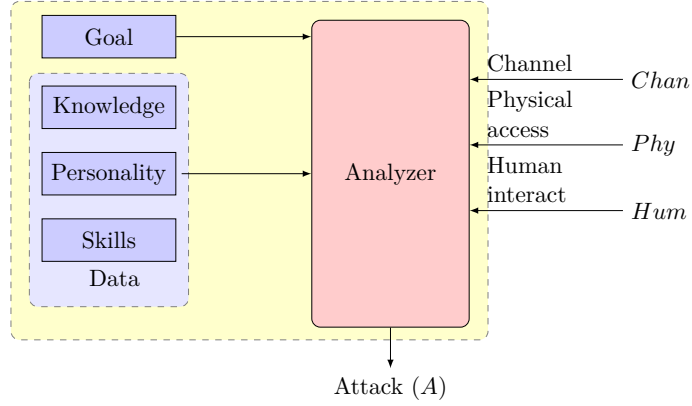 Goal
Knowledge
Personality
Skills
Data
Analyzer
Channel
Chan
Physical
access
Phy
Human
interact
Hum
Attack (A)